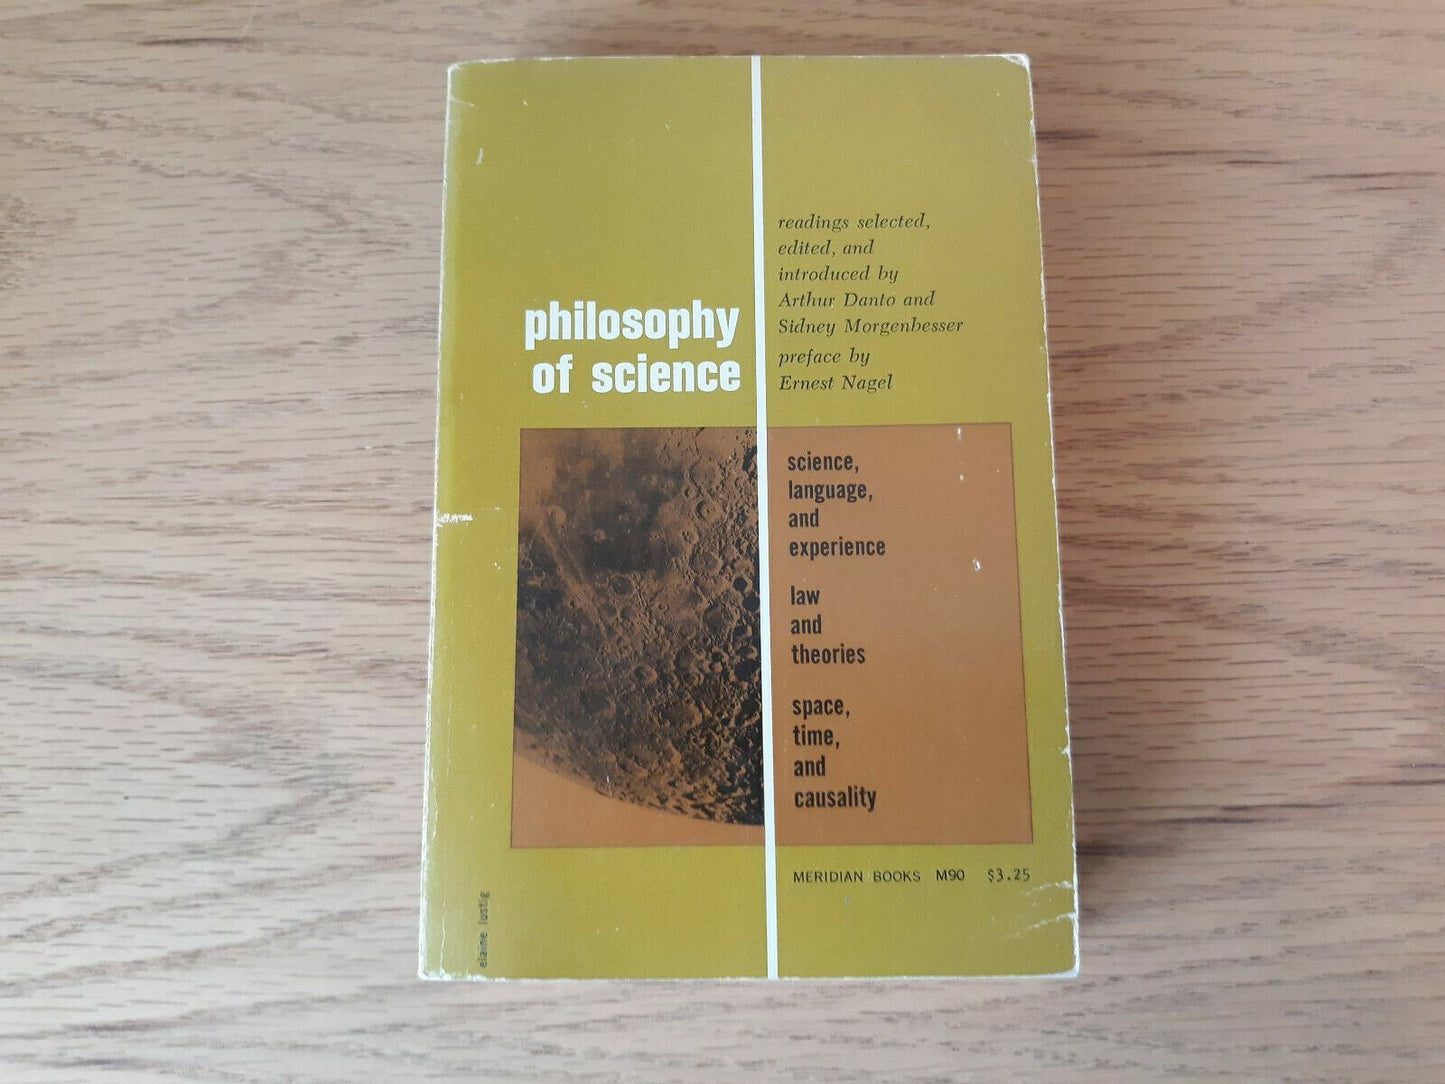 philosophy
of science
readings selected,
edited, and
introduced by
Arthur Danto and
Sidney Morgenbesser
preface by
Ernest Nagel
science,
language,
and
experience
law
and
theories
space,
time,
and
causality
MERIDIAN BOOKS M90 $3.25
elaine lustig